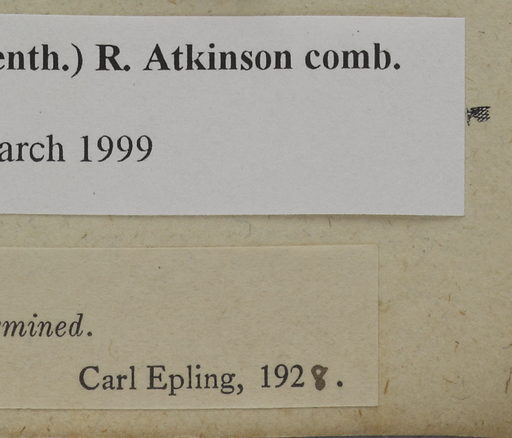 enth.) R. Atkinson comb.
arch 1999
mined.
Carl Epling, 1928.